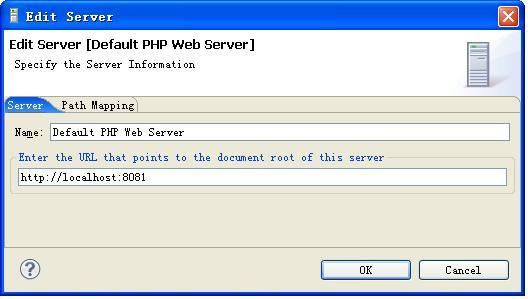 Edit Server
Edit Server [Default PHP Web Server]
Specify the Server Information
Server Path Mapping
Name: Default PHP Web Server
Enter the URL that points to the document root of this server
http://localhost:8081
? OK Cancel